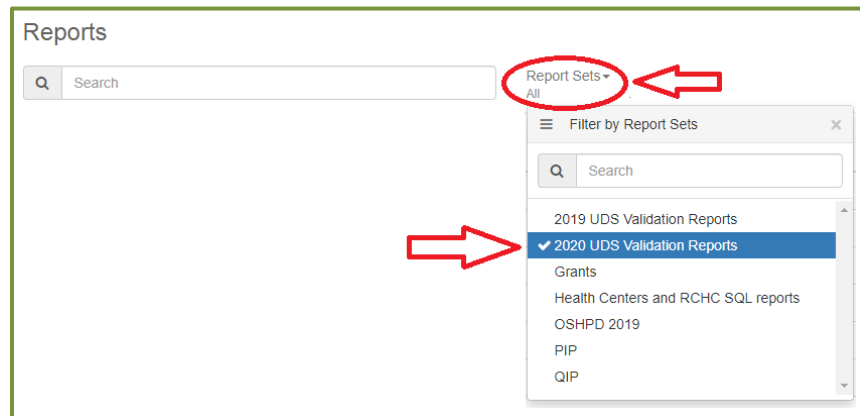 Reports
Search
Report Sets
All
Filter by Report Sets
Search
2019 UDS Validation Reports
2020 UDS Validation Reports
Grants
Health Centers and RCHC SQL reports
OSHPD 2019
PIP
QIP